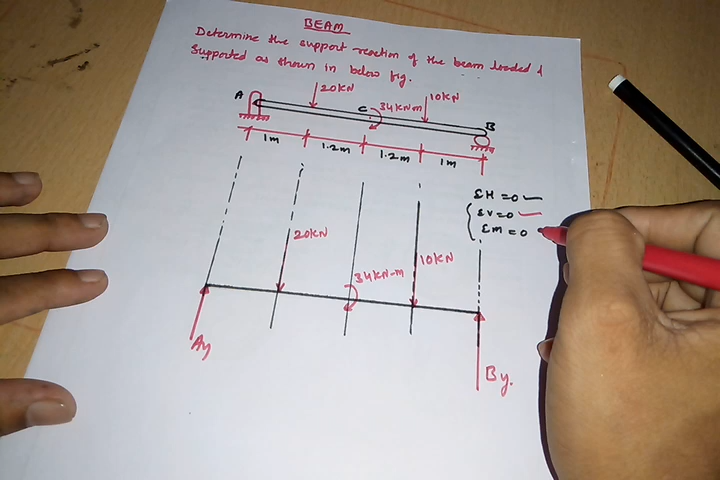 BEAM
Determine the support reaction of the beam loaded &
supported as shown in below fig.
20KN
10KN
A
C
34KN-m
B
1m
1.2m
1.2m
1m
ΣH=0
ΣV=0
ΣM=0
20KN
34KN-m
10KN
Ay
By.